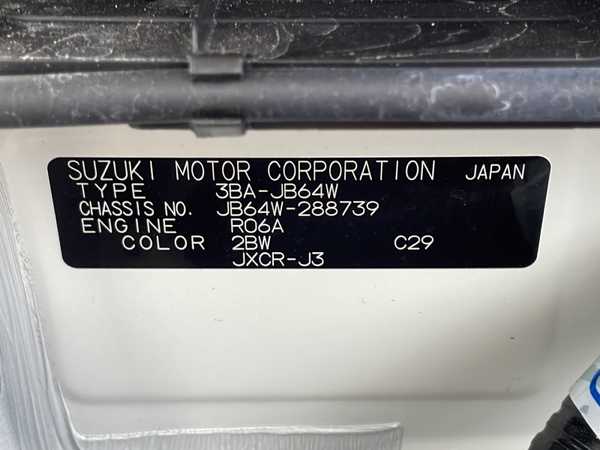 SUZUKI MOTOR CORPORATION JAPAN
TYPE 3BA-JB64W
CHASSIS NO. JB64W-288739
ENGINE R06A
COLOR 2BW C29
JXCR-J3